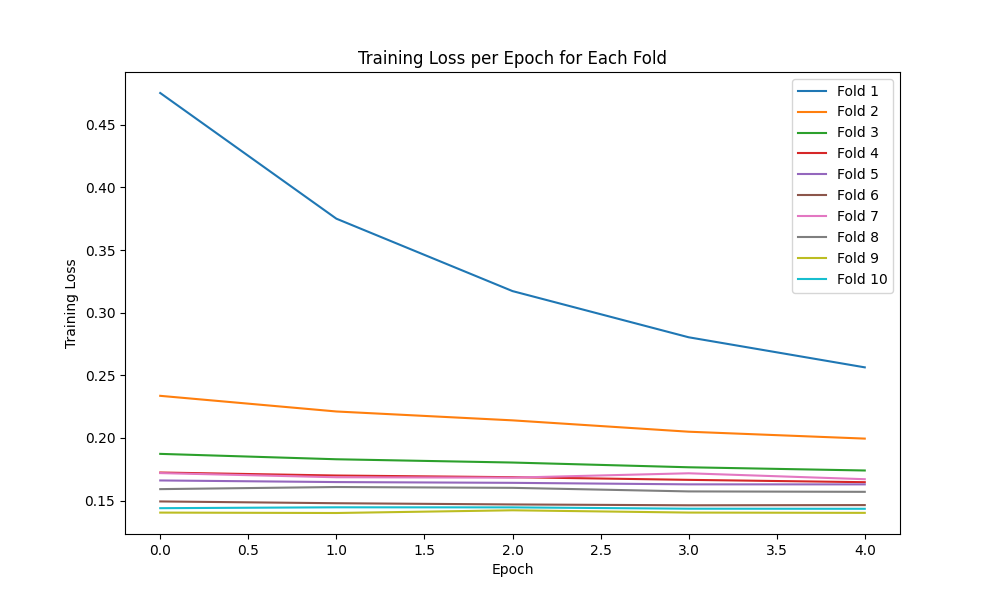 Training Loss per Epoch for Each Fold
Training Loss
0.45
0.40
0.35
0.30
0.25
0.20
0.15
Fold 1
Fold 2
Fold 3
Fold 4
Fold 5
Fold 6
Fold 7
Fold 8
Fold 9
Fold 10
0.0 0.5 1.0 1.5 2.0 2.5 3.0 3.5 4.0
Epoch